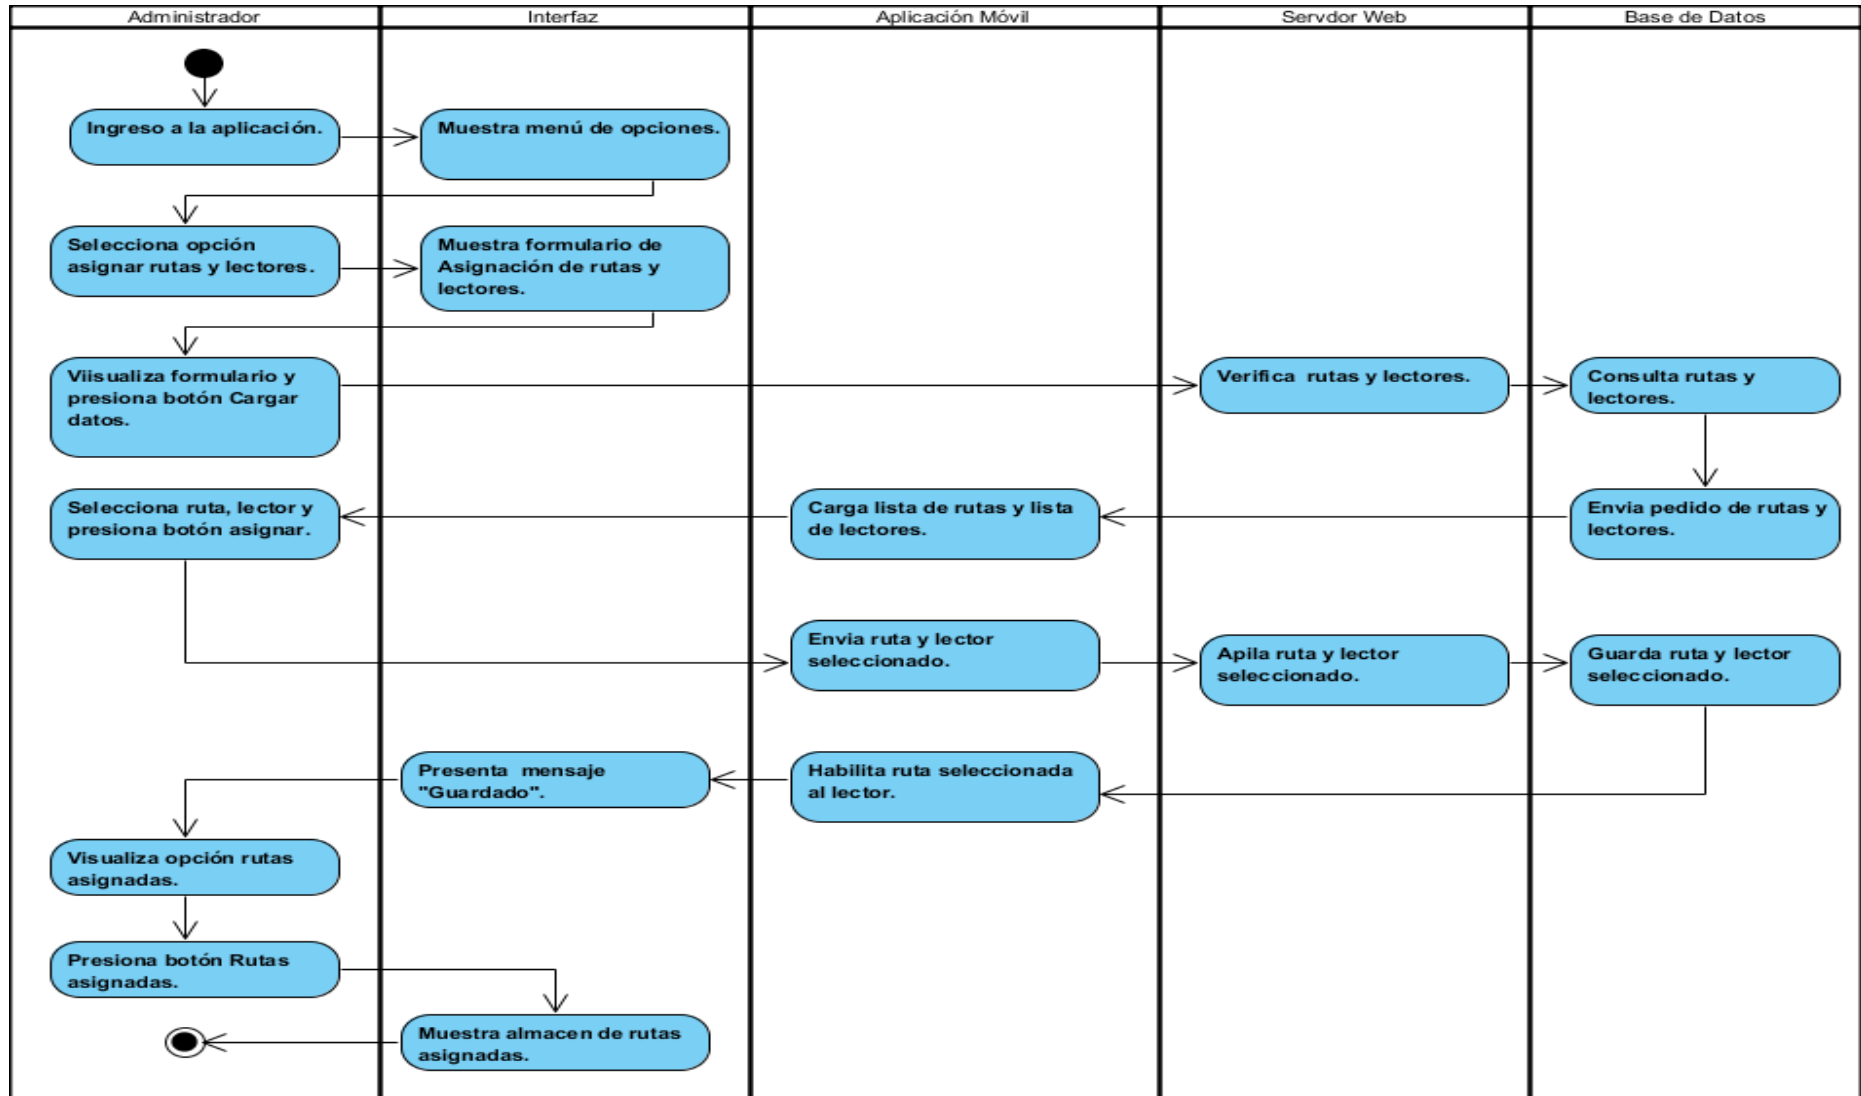 Administrador
Interfaz
Aplicación Móvil
Servdor Web
Base de Datos
Ingreso a la aplicación.
Muestra menú de opciones.
Selecciona opción
asignar rutas y lectores.
Muestra formulario de
Asignación de rutas y
lectores.
Viisualiza formulario y
presiona botón Cargar
datos.
Verifica  rutas y lectores.
Consulta rutas y
lectores.
Selecciona ruta, lector y
presiona botón asignar.
Carga lista de rutas y lista
de lectores.
Envia pedido de rutas y
lectores.
Envia ruta y lector
seleccionado.
Apila ruta y lector
seleccionado.
Guarda ruta y lector
seleccionado.
Presenta  mensaje
"Guardado".
Habilita ruta seleccionada
al lector.
Visualiza opción rutas
asignadas.
Presiona botón Rutas
asignadas.
Muestra almacen de rutas
asignadas.